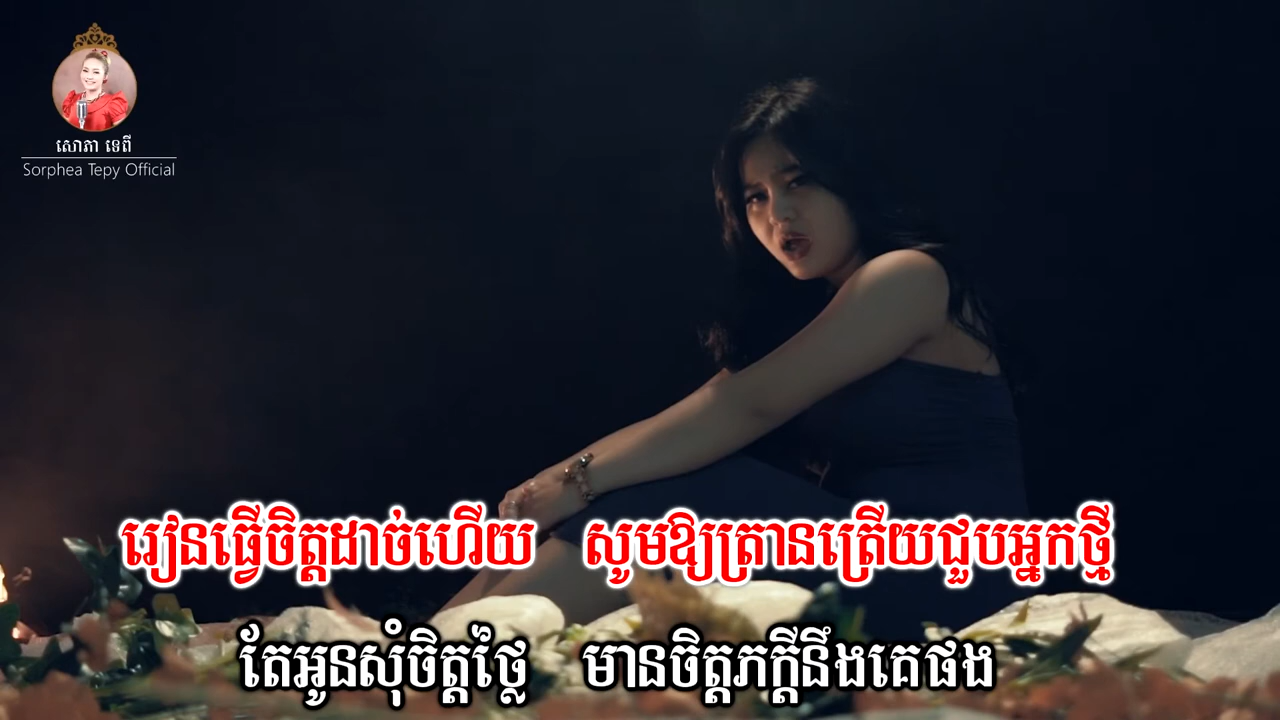 សោភា ទេពី
Sorphea Tepy Official
រៀនធ្វើចិត្តដាច់ហើយ សូមឱ្យត្រានត្រើយជួបអ្នកថ្មី
តែអូនសុំចិត្តថ្លៃ មានចិត្តភក្តីនឹងគេផង